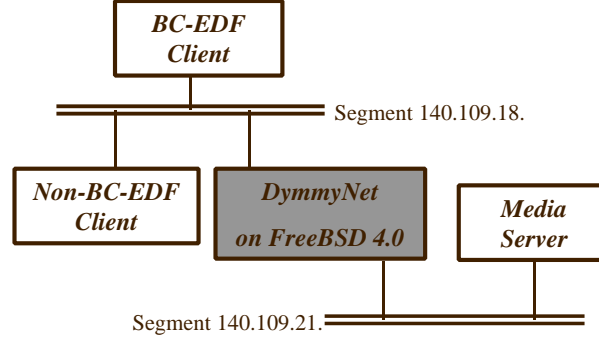 BC-EDF
Client
Segment 140.109.18.
Non-BC-EDF
Client
DymmyNet
on FreeBSD 4.0
Media
Server
Segment 140.109.21.